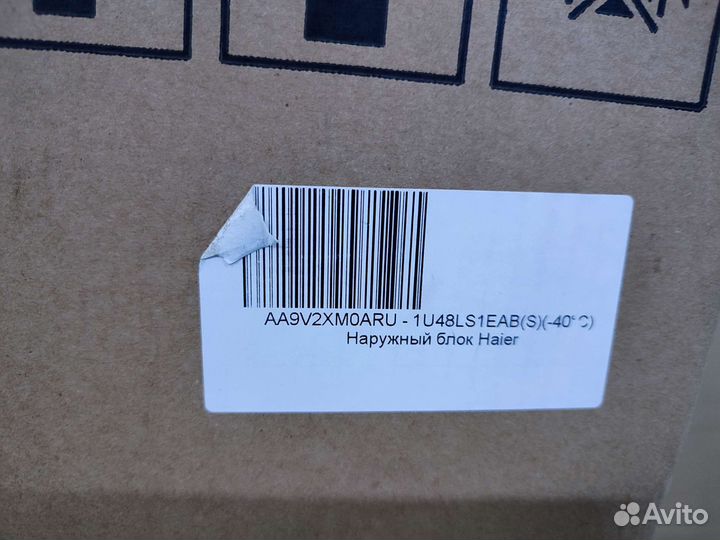 AA9V2XM0ARU - 1U48LS1EAB(S)(-40°C)
Наружный блок Haier
Avito